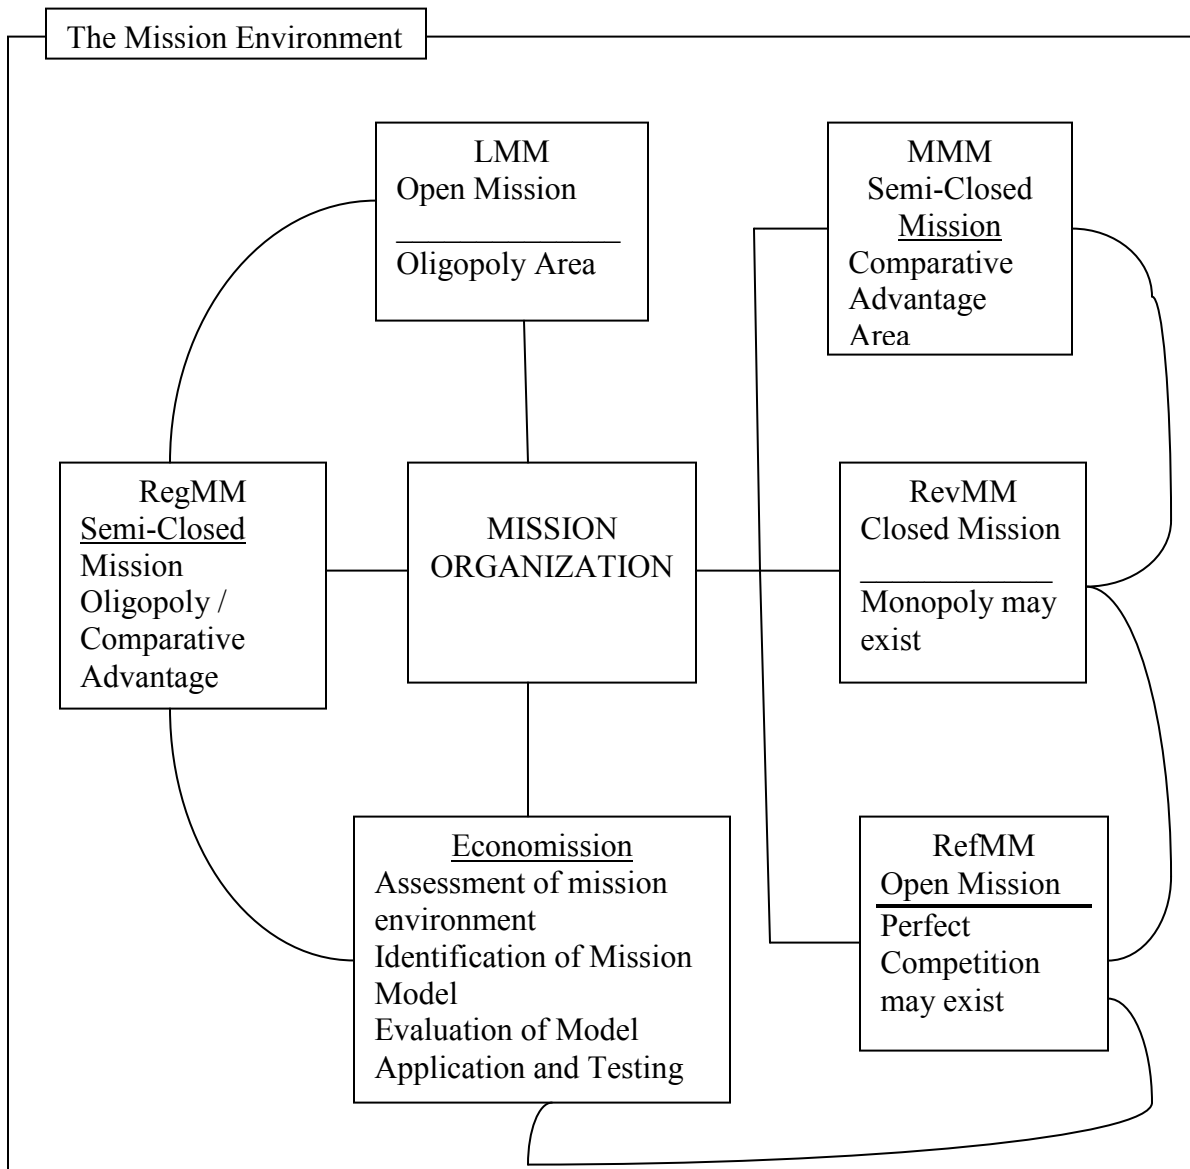 The Mission Environment
LMM
Open Mission
Oligopoly Area
MMM
Semi-Closed
Mission
Comparative
Advantage
Area
RegMM
Semi-Closed
Mission
Oligopoly /
Comparative
Advantage
MISSION
ORGANIZATION
RevMM
Closed Mission
Monopoly may
exist
Economission
Assessment of mission
environment
Identification of Mission
Model
Evaluation of Model
Application and Testing
RefMM
Open Mission
Perfect
Competition
may exist